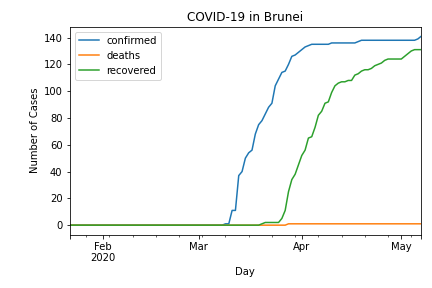 COVID-19 in Brunei
confirmed
deaths
recovered
Number of Cases
140
120
100
80
60
40
20
0
Feb
2020
Mar
Apr
May
Day